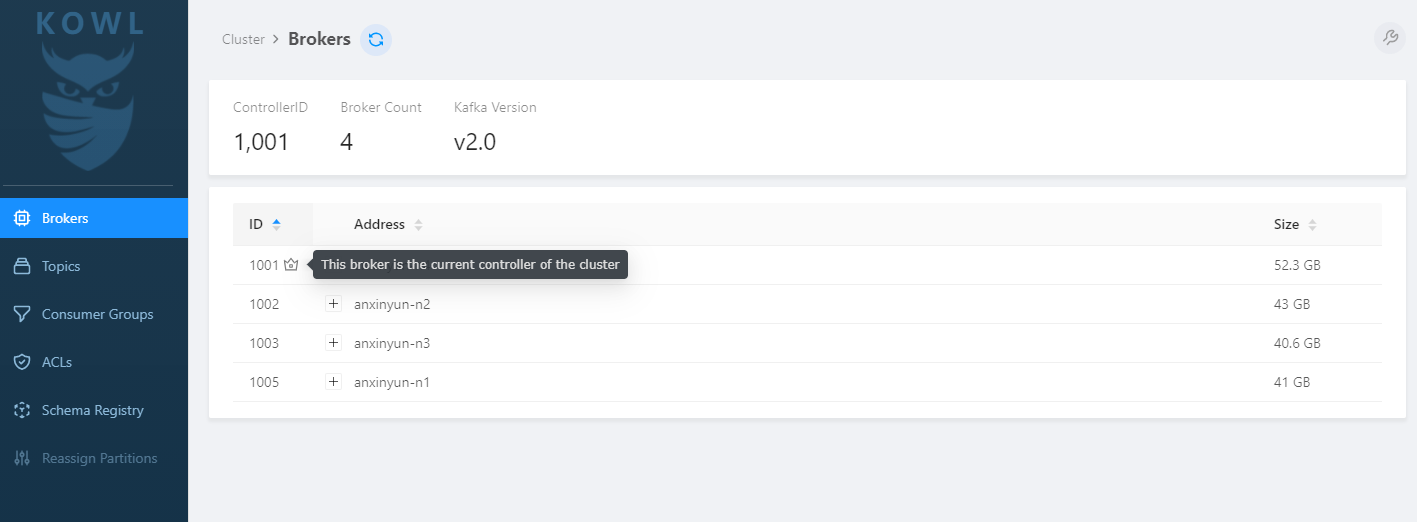 KOWL
Brokers
Topics
Consumer Groups
ACLs
Schema Registry
Reassign Partitions
Cluster > Brokers
ControllerID Broker Count Kafka Version
1,001 4 v2.0
ID Address Size
1001 This broker is the current controller of the cluster 52.3 GB
1002 + anxinyun-n2 43 GB
1003 + anxinyun-n3 40.6 GB
1005 + anxinyun-n1 41 GB